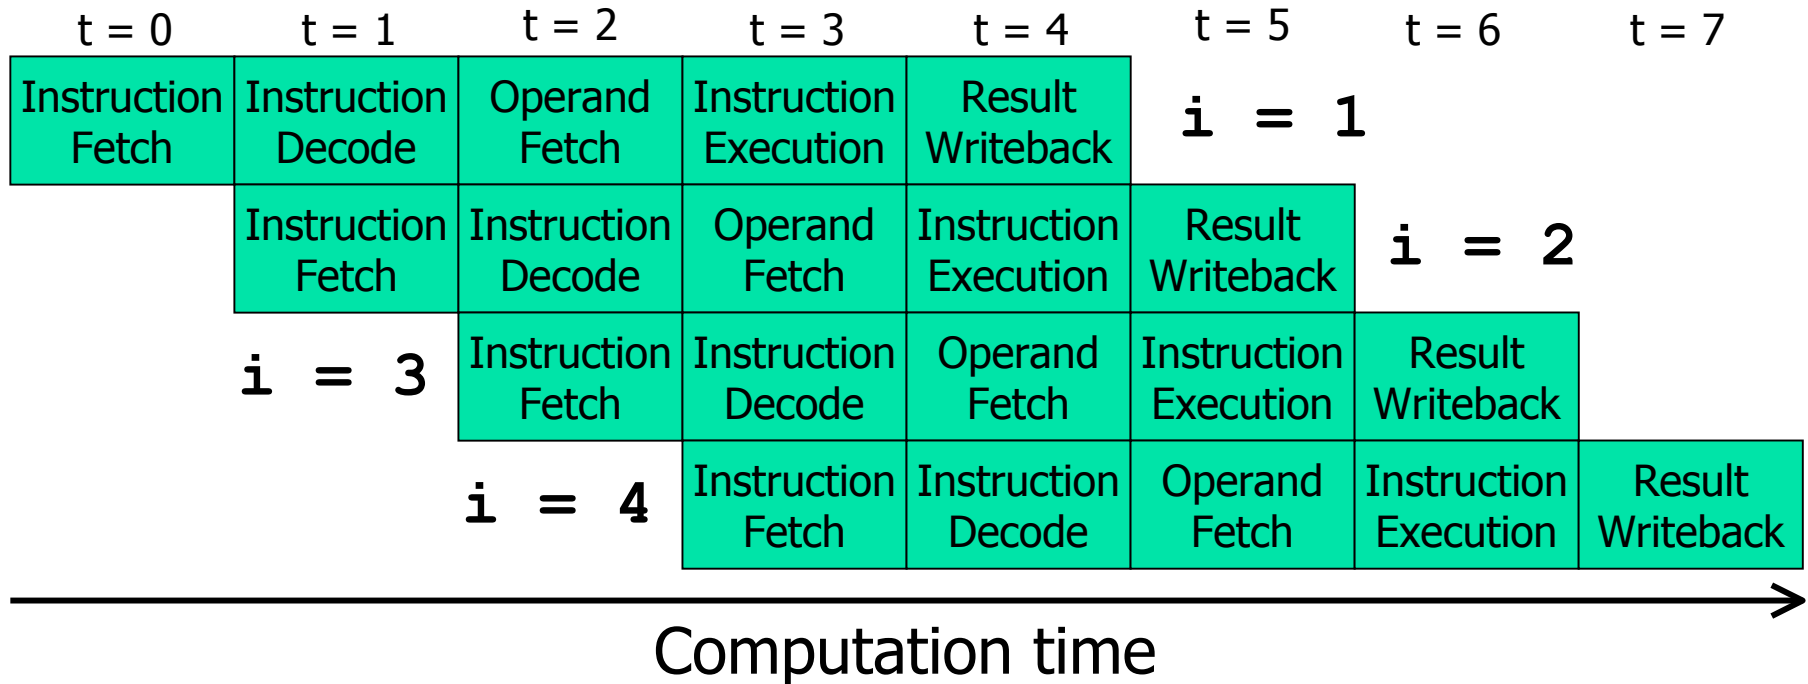 t = 0 t = 1 t = 2 t = 3 t = 4 t = 5 t = 6 t = 7
Instruction Instruction Operand Instruction Result
Fetch Decode Fetch Execution Writeback
i = 1
Instruction Instruction Operand Instruction Result
Fetch Decode Fetch Execution Writeback
i = 2
i = 3
Instruction Instruction Operand Instruction Result
Fetch Decode Fetch Execution Writeback
i = 4
Instruction Instruction Operand Instruction Result
Fetch Decode Fetch Execution Writeback
Computation time